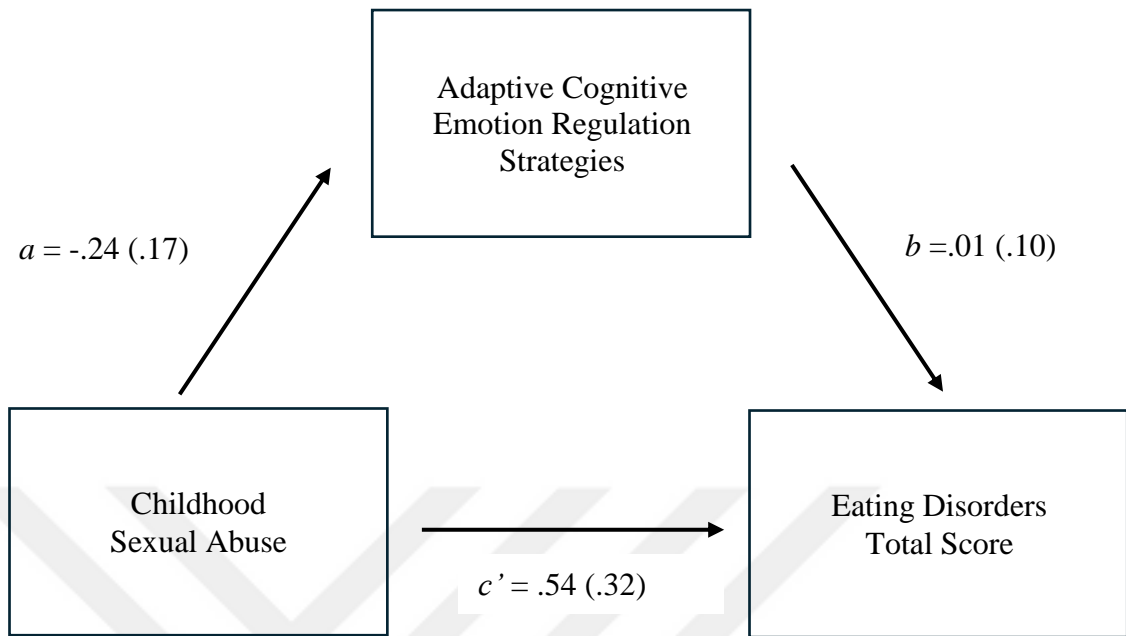 Adaptive Cognitive
Emotion Regulation
Strategies
a = -.24 (.17)
b =.01 (.10)
Childhood
Sexual Abuse
Eating Disorders
Total Score
c’ = .54 (.32)